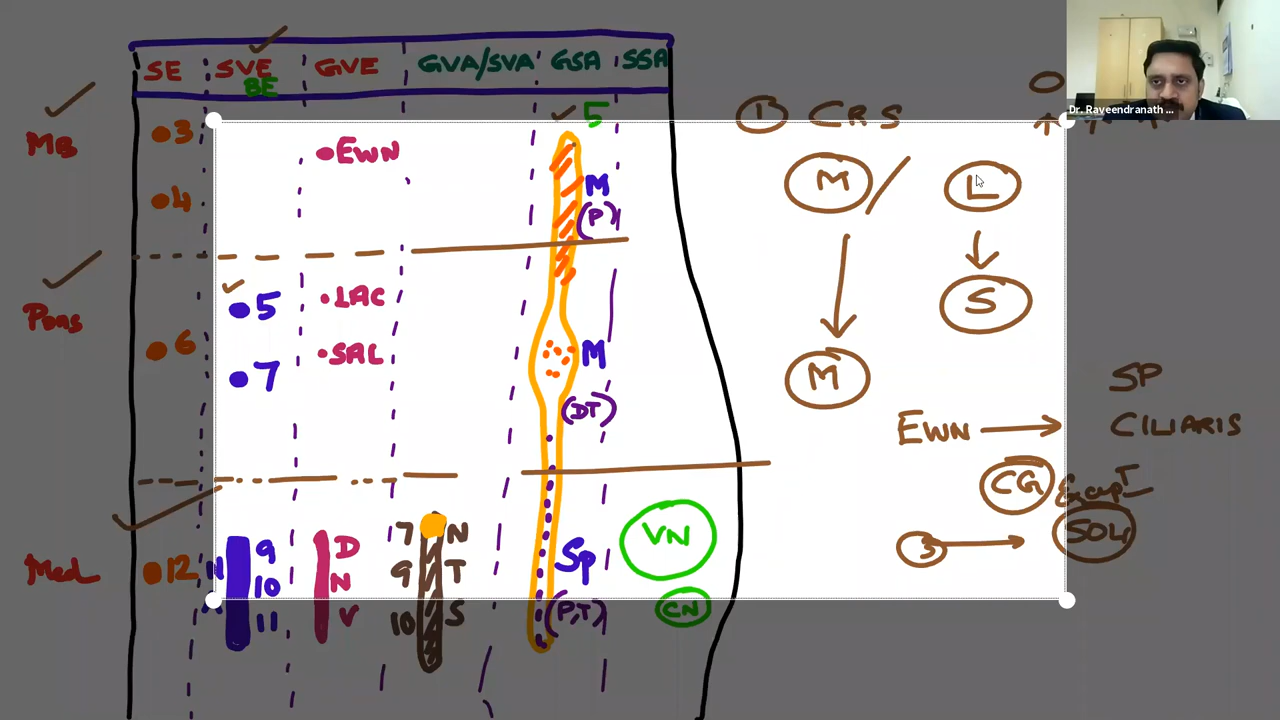 SE SVE GVE GVA/SVA GSA SSA
BE
5
MB
3
EWN
4
M
(P)
Pons
5
LAC
6
7
SAL
M
(DT)
Med
12
N
9
10
11
D
N
V
7 N
9 T
10 S
Sp
(P,T)
VN
CN
1 CRS
M / L
S
M
EWN → SP
CILIARIS
CG Except
3 → SO4
Dr. Raveendranath ...